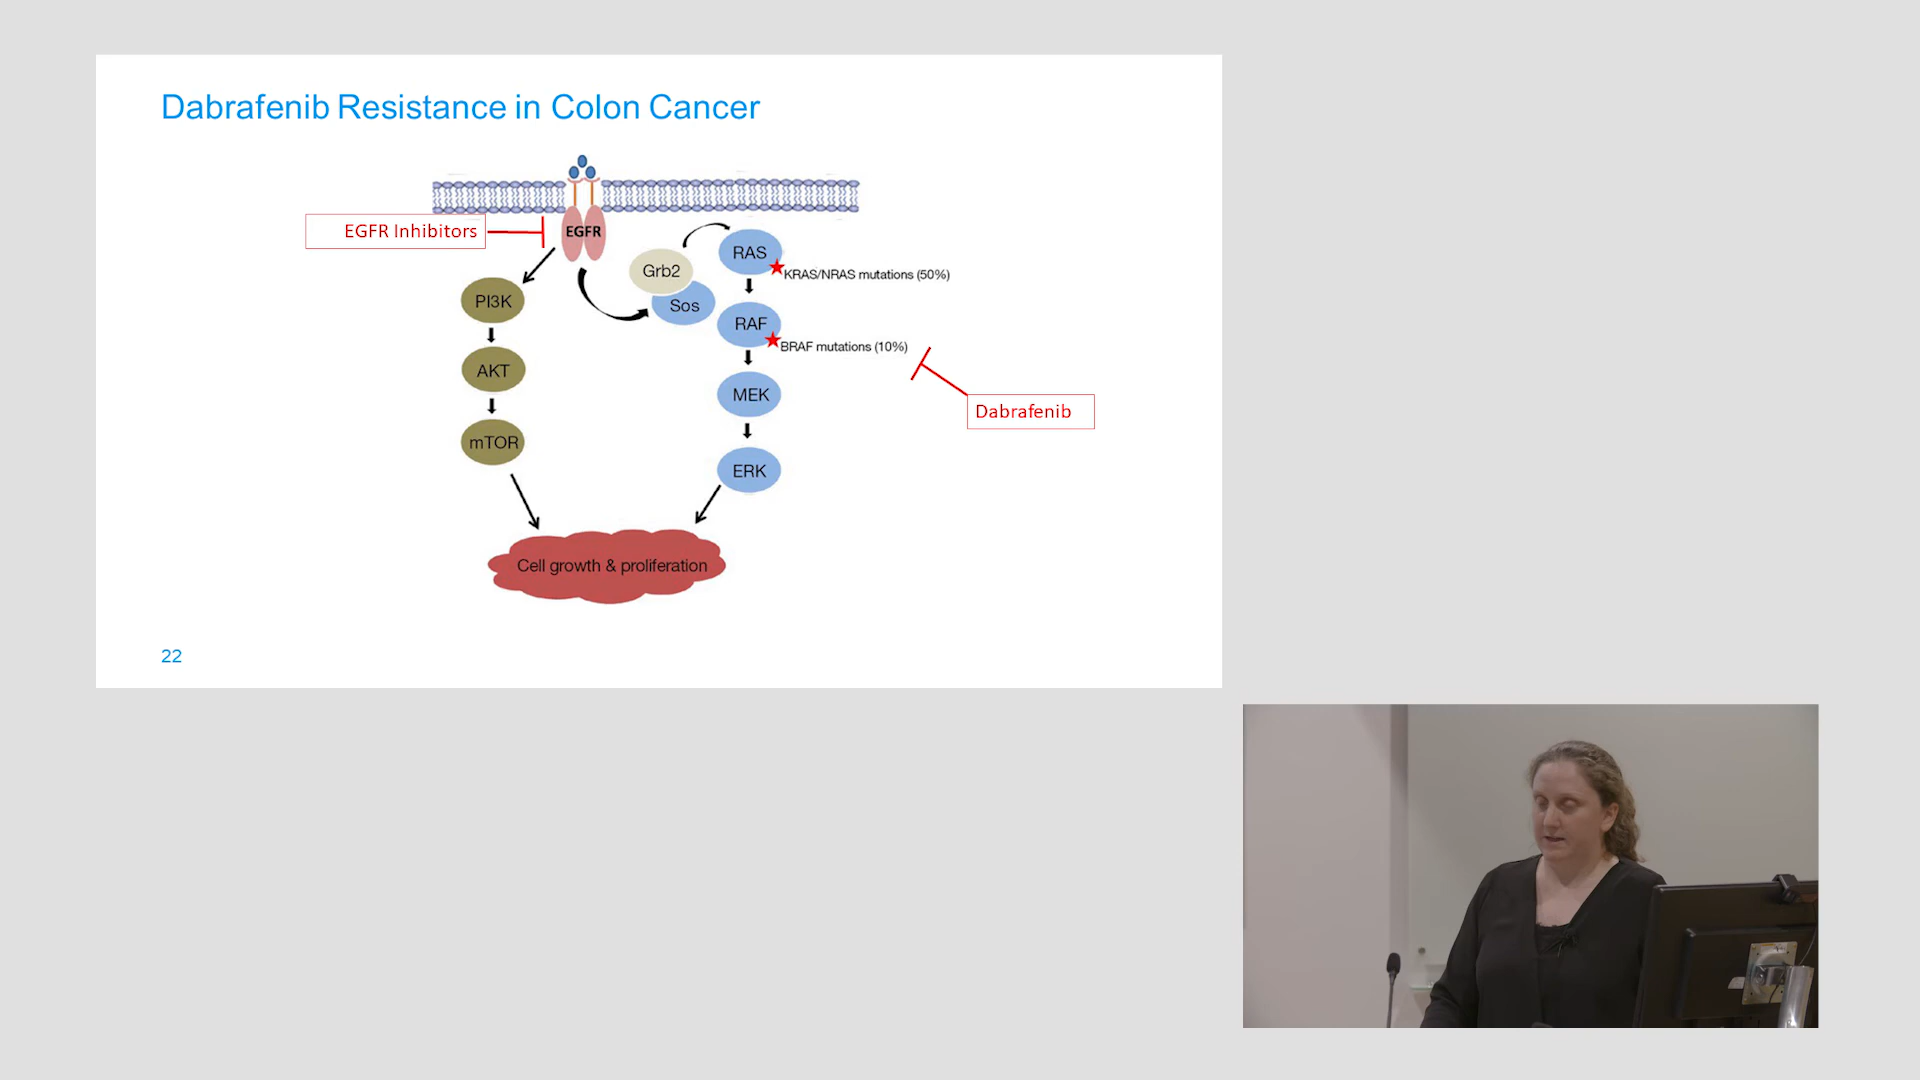 Dabrafenib Resistance in Colon Cancer
EGFR Inhibitors
EGFR
Grb2
Sos
RAS
KRAS/NRAS mutations (50%)
PI3K
RAF
BRAF mutations (10%)
AKT
MEK
Dabrafenib
mTOR
ERK
Cell growth & proliferation
22